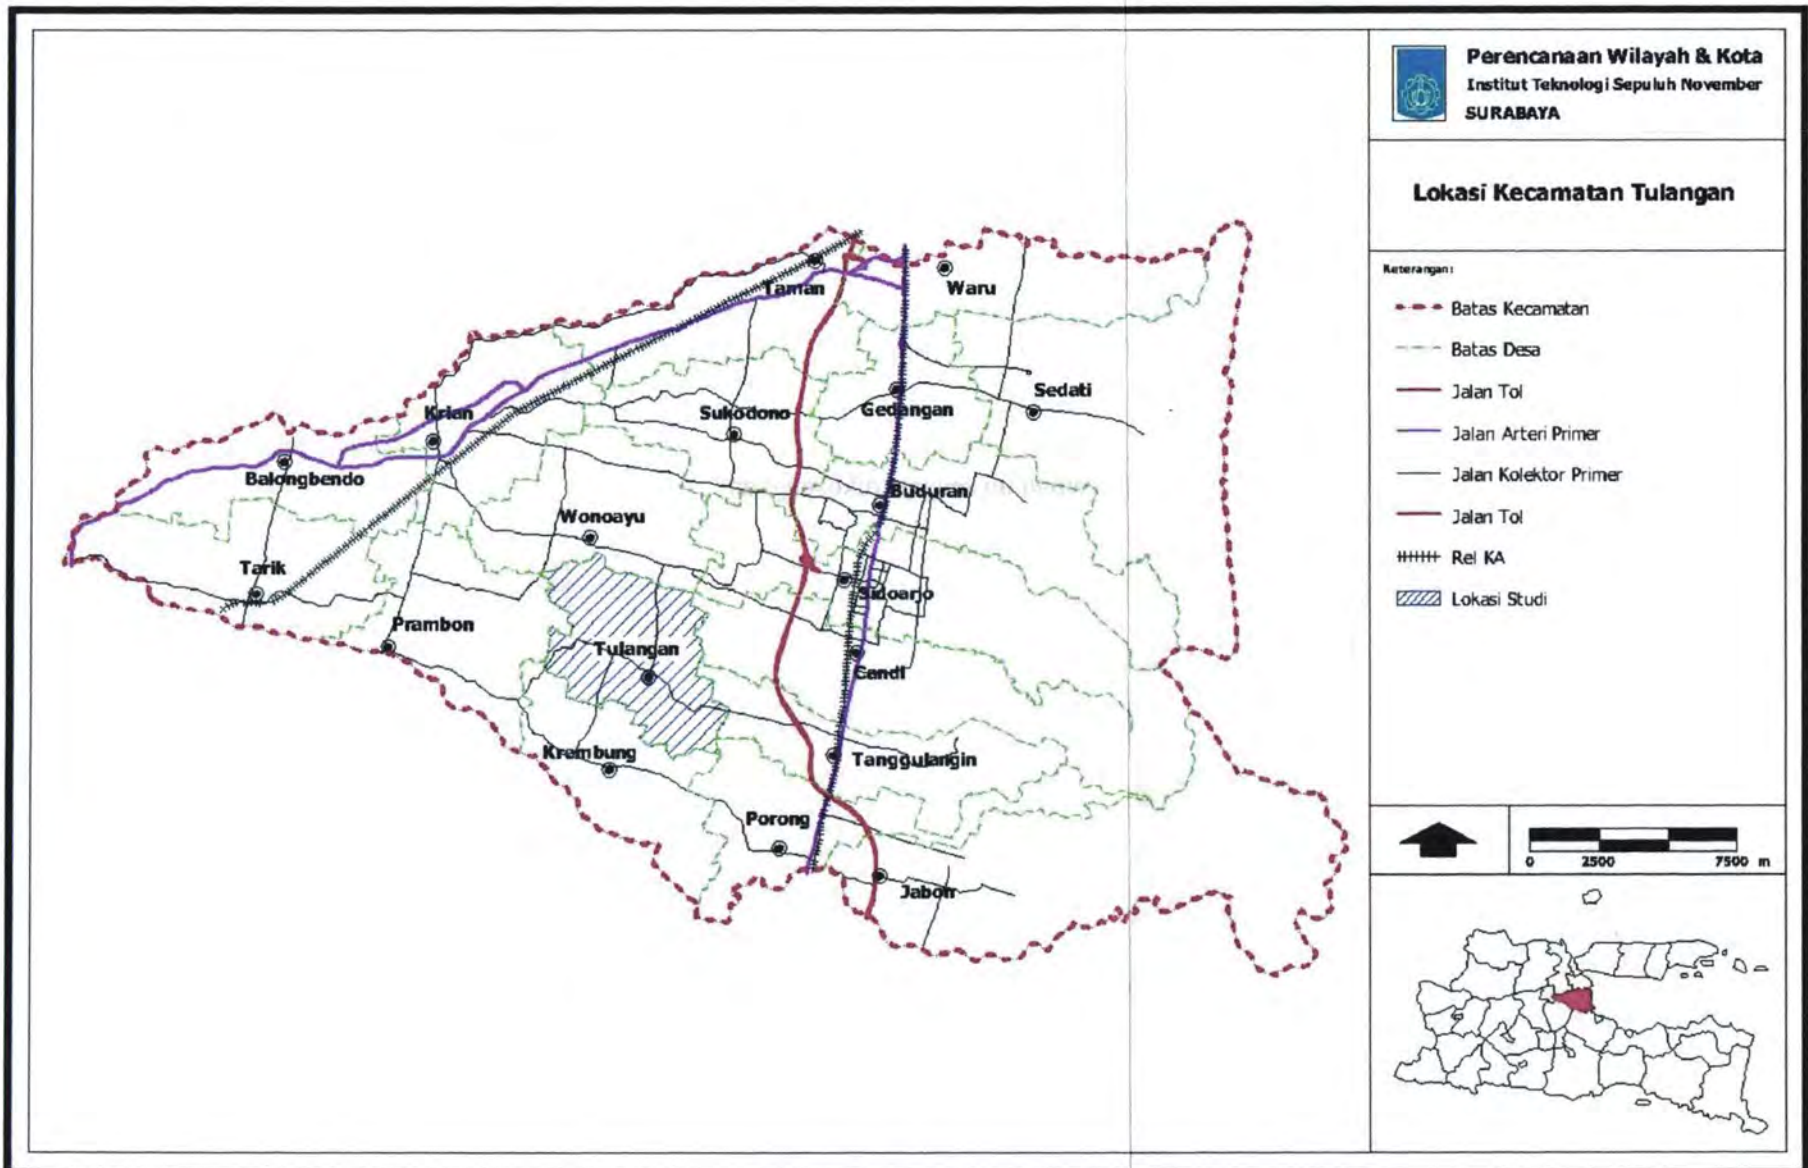 Perencanaan Wilayah & Kota
Institut Teknologi Sepuluh November
SURABAYA
Lokasi Kecamatan Tulangan
Keterangan:
Batas Kecamatan
Batas Desa
Jalan Tol
Jalan Arteri Primer
Jalan Kolektor Primer
Jalan Tol
Rel KA
Lokasi Studi
0 2500 7500 m
Taman
Waru
Krian
Sukodono
Gedangan
Sedati
Balongbendo
Buduran
Wonoayu
Tarik
Sidoarjo
Prambon
Tulangan
Candi
Krembung
Tanggulangin
Porong
Jabon